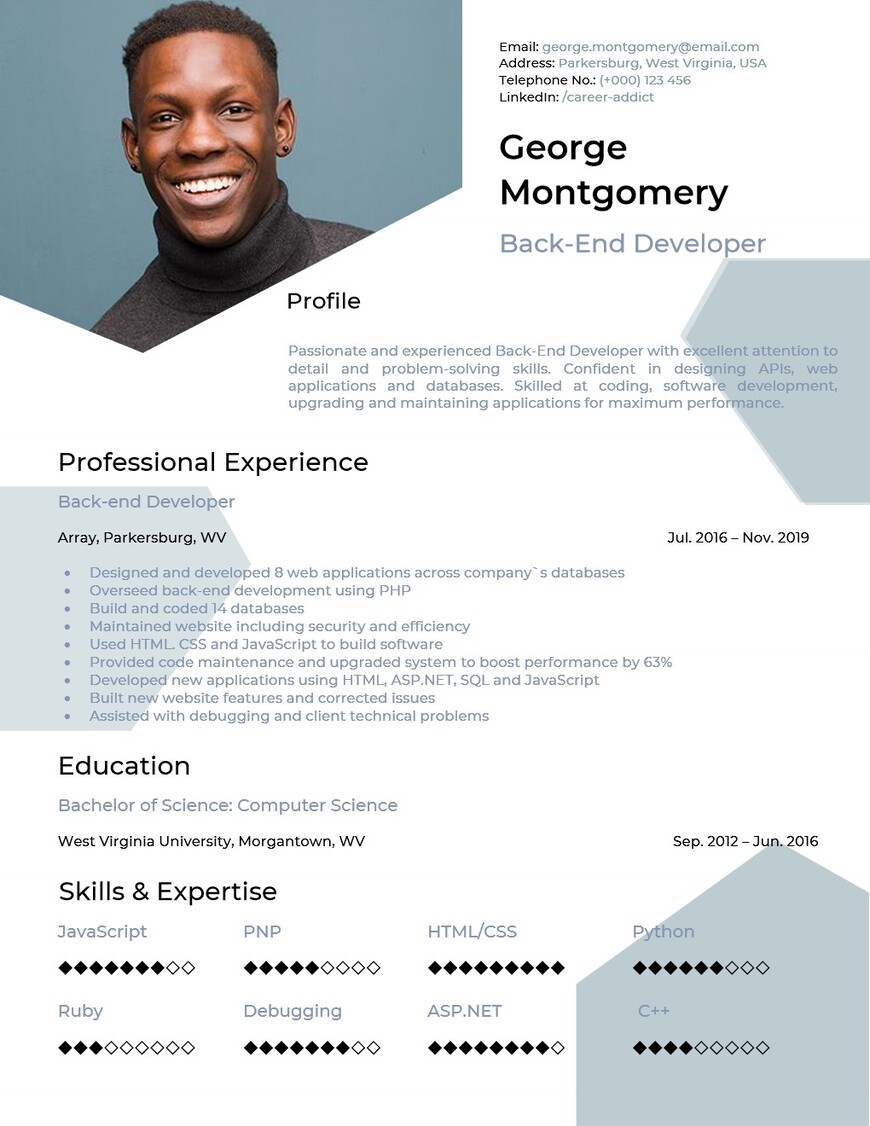 Email: george.montgomery@email.com
Address: Parkersburg, West Virginia, USA
Telephone No.: (+000) 123 456
LinkedIn: /career-addict
George
Montgomery
Back-End Developer
Profile
Passionate and experienced Back-End Developer with excellent attention to
detail and problem-solving skills. Confident in designing APIs, web
applications and databases. Skilled at coding, software development,
upgrading and maintaining applications for maximum performance.
Professional Experience
Back-end Developer
Array, Parkersburg, WV Jul. 2016 – Nov. 2019
• Designed and developed 8 web applications across company`s databases
• Overseed back-end development using PHP
• Build and coded 14 databases
• Maintained website including security and efficiency
• Used HTML. CSS and JavaScript to build software
• Provided code maintenance and upgraded system to boost performance by 63%
• Developed new applications using HTML, ASP.NET, SQL and JavaScript
• Built new website features and corrected issues
• Assisted with debugging and client technical problems
Education
Bachelor of Science: Computer Science
West Virginia University, Morgantown, WV Sep. 2012 – Jun. 2016
Skills & Expertise
JavaScript PNP HTML/CSS Python
◆◆◆◆◆◆◆◇◇ ◆◆◆◆◆◇◇◇◇ ◆◆◆◆◆◆◆◆◆ ◆◆◆◆◆◆◇◇◇
Ruby Debugging ASP.NET C++
◆◆◆◇◇◇◇◇◇ ◆◆◆◆◆◆◆◇◇ ◆◆◆◆◆◆◆◆◇ ◆◆◆◆◇◇◇◇◇